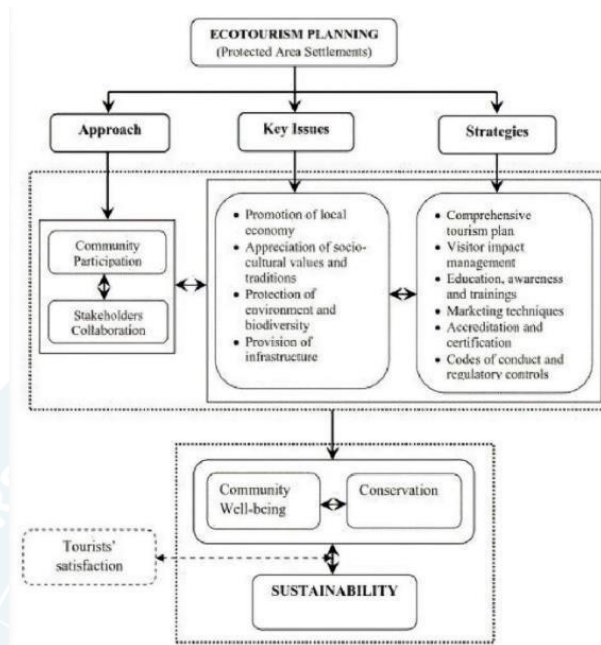 ECOTOURISM PLANNING
(Protected Area Settlements)
Approach
Key Issues
Strategies
Community
Participation
Stakeholders
Collaboration
• Promotion of local
economy
• Appreciation of socio-
cultural values and
traditions
• Protection of
environment and
biodiversity
• Provision of
infrastructure
• Comprehensive
tourism plan
• Visitor impact
management
• Education, awareness
and trainings
• Marketing techniques
• Accreditation and
certification
• Codes of conduct and
regulatory controls
Community
Well-being
Conservation
Tourists'
satisfaction
SUSTAINABILITY